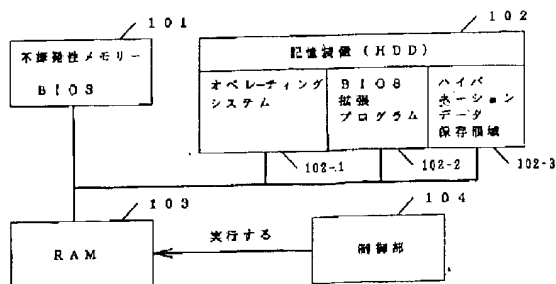 101
102
不揮発性メモリー
BIOS
記憶装置(HDD)
オペレーティング
システム
BIOS
拡張
プログラム
ハイバ
ネーション
データ
保存領域
102-1
102-2
102-3
103
104
RAM
実行する
制御部